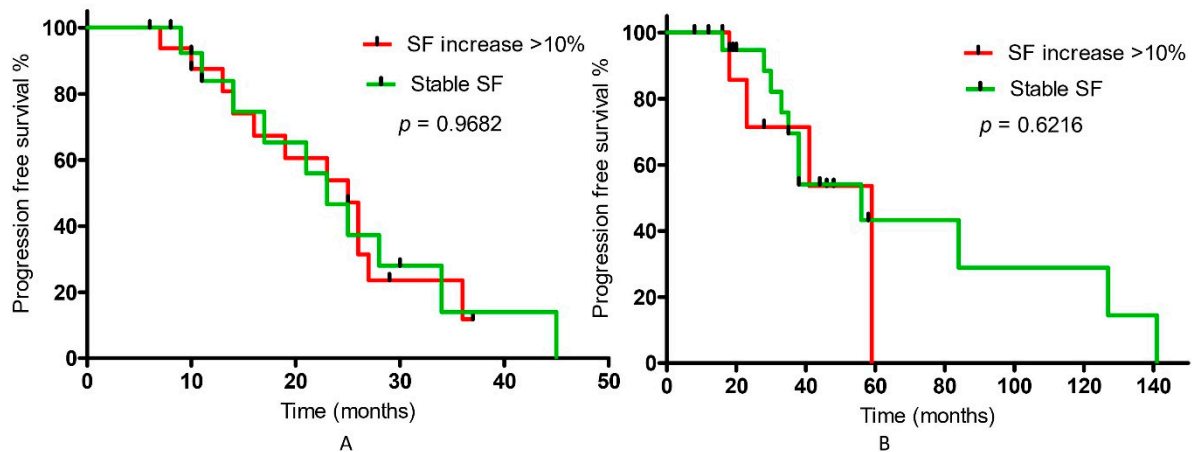 Progression free survival %
100
80
60
40
20
0
0 10 20 30 40 50
Time (months)
SF increase >10%
Stable SF
p = 0.9682
A
Progression free survival %
100
80
60
40
20
0
0 20 40 60 80 100 120 140
Time (months)
SF increase >10%
Stable SF
p = 0.6216
B